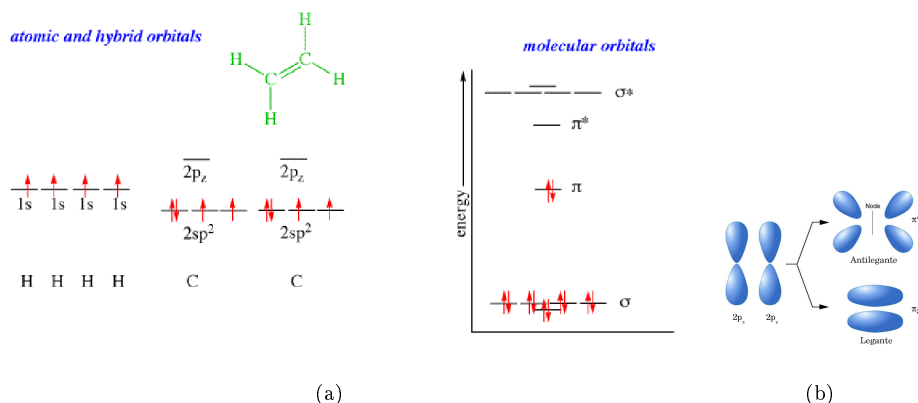 atomic and hybrid orbitals
H
H
C
C
H
H
2pz 2pz
1s 1s 1s 1s
2sp2 2sp2
H H H H C C
molecular orbitals
energy
σ*
π*
π
σ
2pz 2pz
Node
Antilegante
Legante
(a) (b)